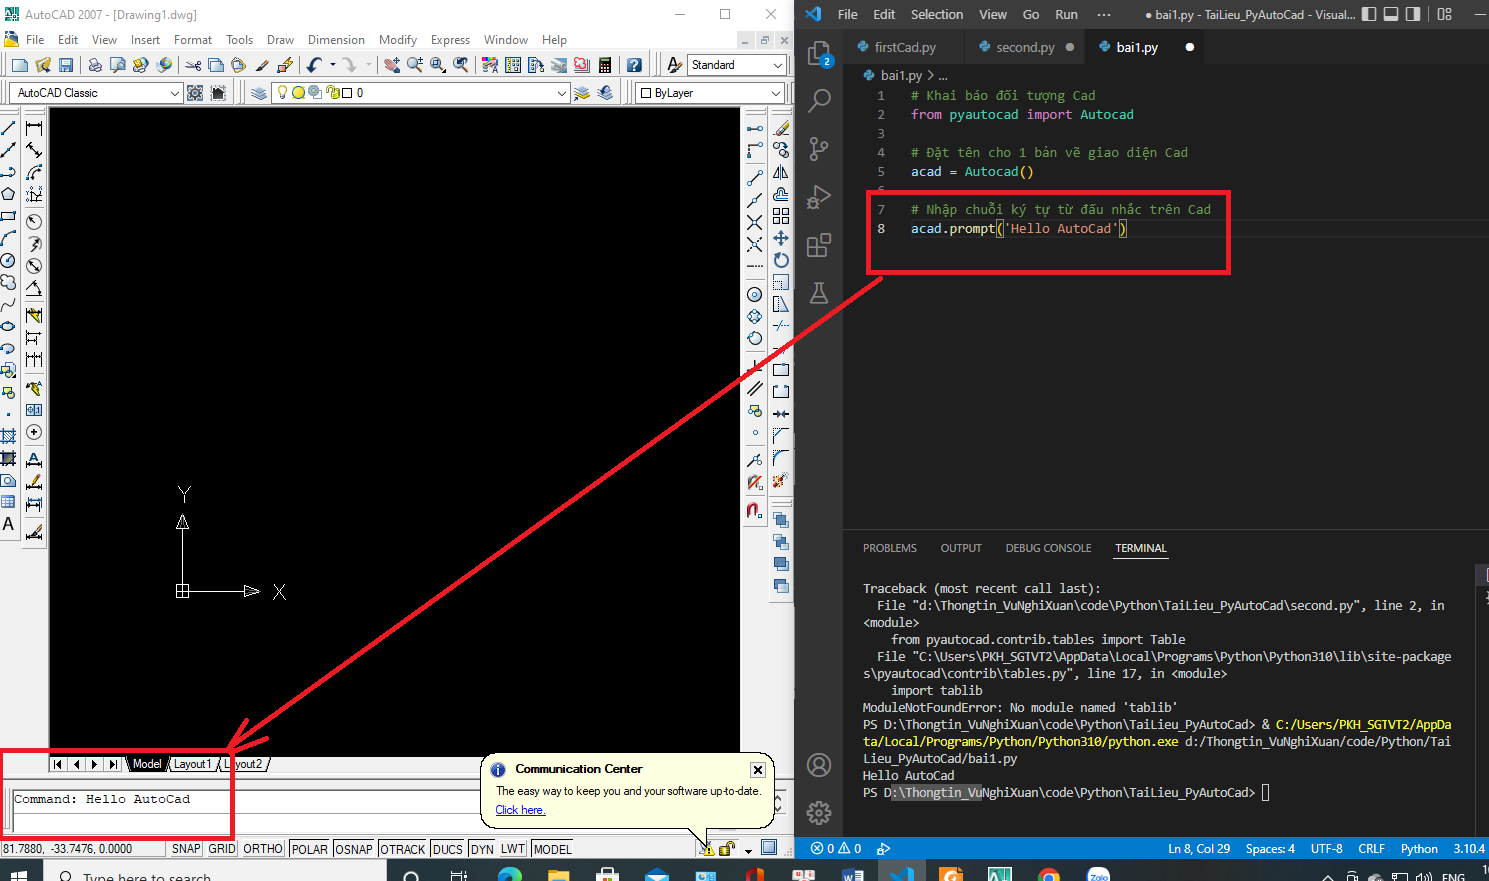 AutoCAD 2007 - [Drawing1.dwg]
File Edit View Insert Format Tools Draw Dimension Modify Express Window Help
Standard
AutoCAD Classic
0
ByLayer
A
Y
X
Model Layout1 Layout2
Command: Hello AutoCad
Communication Center
The easy way to keep you and your software up-to-date.
Click here.
81.7880, -33.7476, 0.0000 SNAP GRID ORTHO POLAR OSNAP OTRACK DUCS DYN LWT MODEL
Type here to search
File Edit Selection View Go Run ··· ● bai1.py - TaiLieu_PyAutoCad - Visual...
firstCad.py second.py ● bai1.py ●
2
bai1.py > ...
1 # Khai báo đối tượng Cad
2 from pyautocad import Autocad
3
4 # Đặt tên cho 1 bản vẽ giao diện Cad
5 acad = Autocad()
6
7 # Nhập chuỗi ký tự từ dấu nhắc trên Cad
8 acad.prompt('Hello AutoCad')
PROBLEMS OUTPUT DEBUG CONSOLE TERMINAL
Traceback (most recent call last):
File "d:\Thongtin_VuNghiXuan\code\Python\TaiLieu_PyAutoCad\second.py", line 2, in
<module>
from pyautocad.contrib.tables import Table
File "C:\Users\PKH_SGTVT2\AppData\Local\Programs\Python\Python310\lib\site-package
s\pyautocad\contrib\tables.py", line 17, in <module>
import tablib
ModuleNotFoundError: No module named 'tablib'
PS D:\Thongtin_VuNghiXuan\code\Python\TaiLieu_PyAutoCad> & C:/Users/PKH_SGTVT2/AppDa
ta/Local/Programs/Python/Python310/python.exe d:/Thongtin_VuNghiXuan/code/Python/Tai
Lieu_PyAutoCad/bai1.py
Hello AutoCad
PS D:\Thongtin_VuNghiXuan\code\Python\TaiLieu_PyAutoCad>
0 0 Ln 8, Col 29 Spaces: 4 UTF-8 CRLF Python 3.10.4
Zalo
ENG